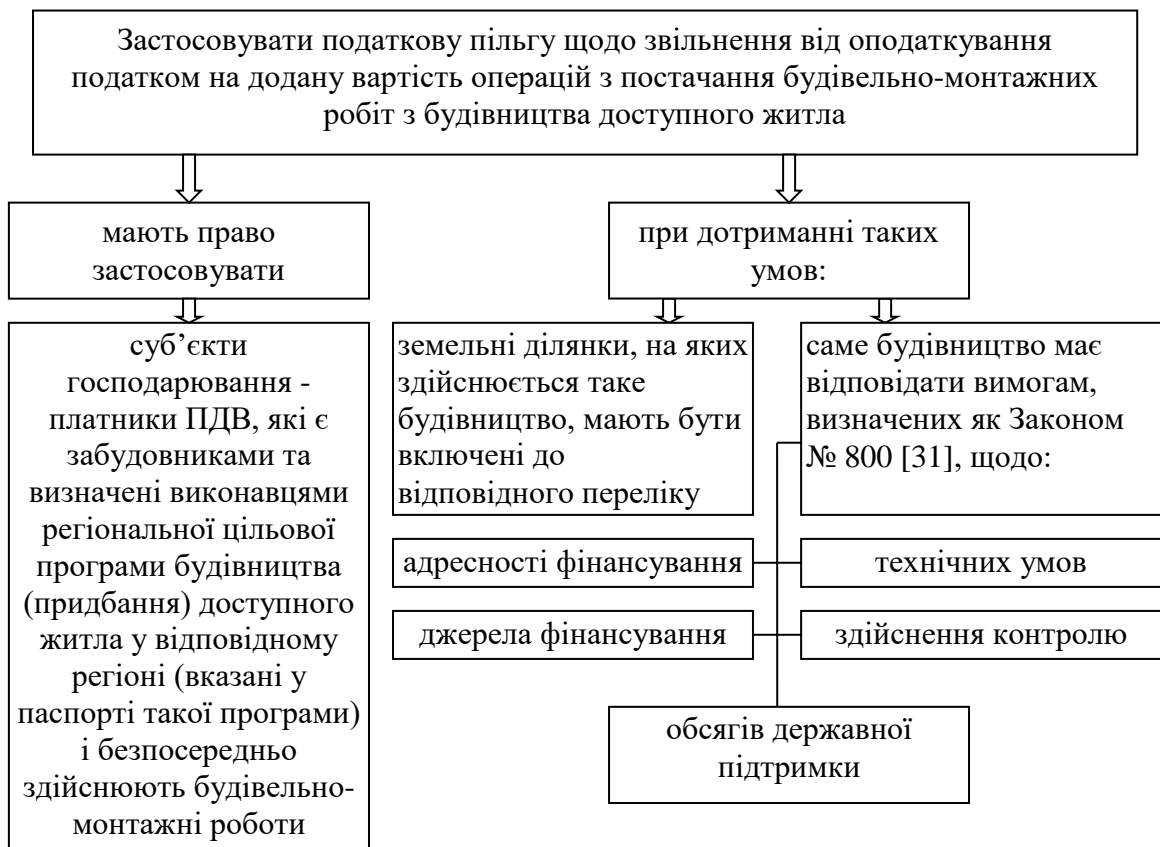 Застосовувати податкову пільгу щодо звільнення від оподаткування
податком на додану вартість операцій з постачання будівельно-монтажних
робіт з будівництва доступного житла
мають право
застосовувати
при дотриманні таких
умов:
суб’єкти
господарювання -
платники ПДВ, які є
забудовниками та
визначені виконавцями
регіональної цільової
програми будівництва
(придбання) доступного
житла у відповідному
регіоні (вказані у
паспорті такої програми)
і безпосередньо
здійснюють будівельно-
монтажні роботи
земельні ділянки, на яких
здійснюється таке
будівництво, мають бути
включені до
відповідного переліку
саме будівництво має
відповідати вимогам,
визначених як Законом
№ 800 [31], щодо:
адресності фінансування
технічних умов
джерела фінансування
здійснення контролю
обсягів державної
підтримки